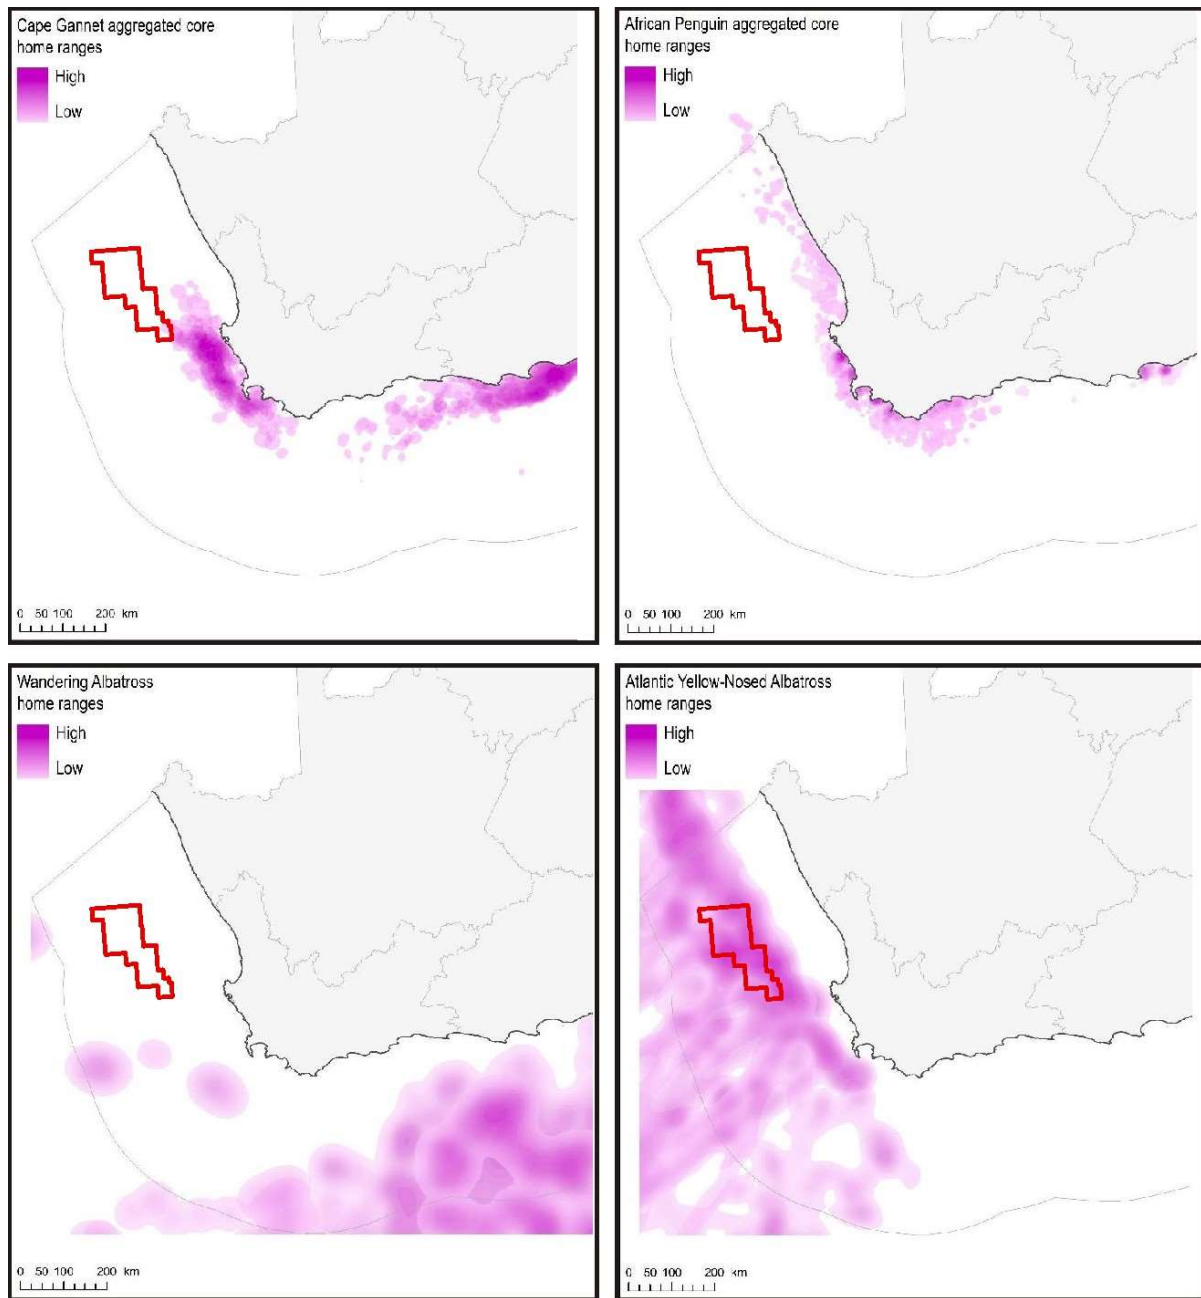 Cape Gannet aggregated core
home ranges
High
Low
0 50 100 200 km
African Penguin aggregated core
home ranges
High
Low
0 50 100 200 km
Wandering Albatross
home ranges
High
Low
0 50 100 200 km
Atlantic Yellow-Nosed Albatross
home ranges
High
Low
0 50 100 200 km